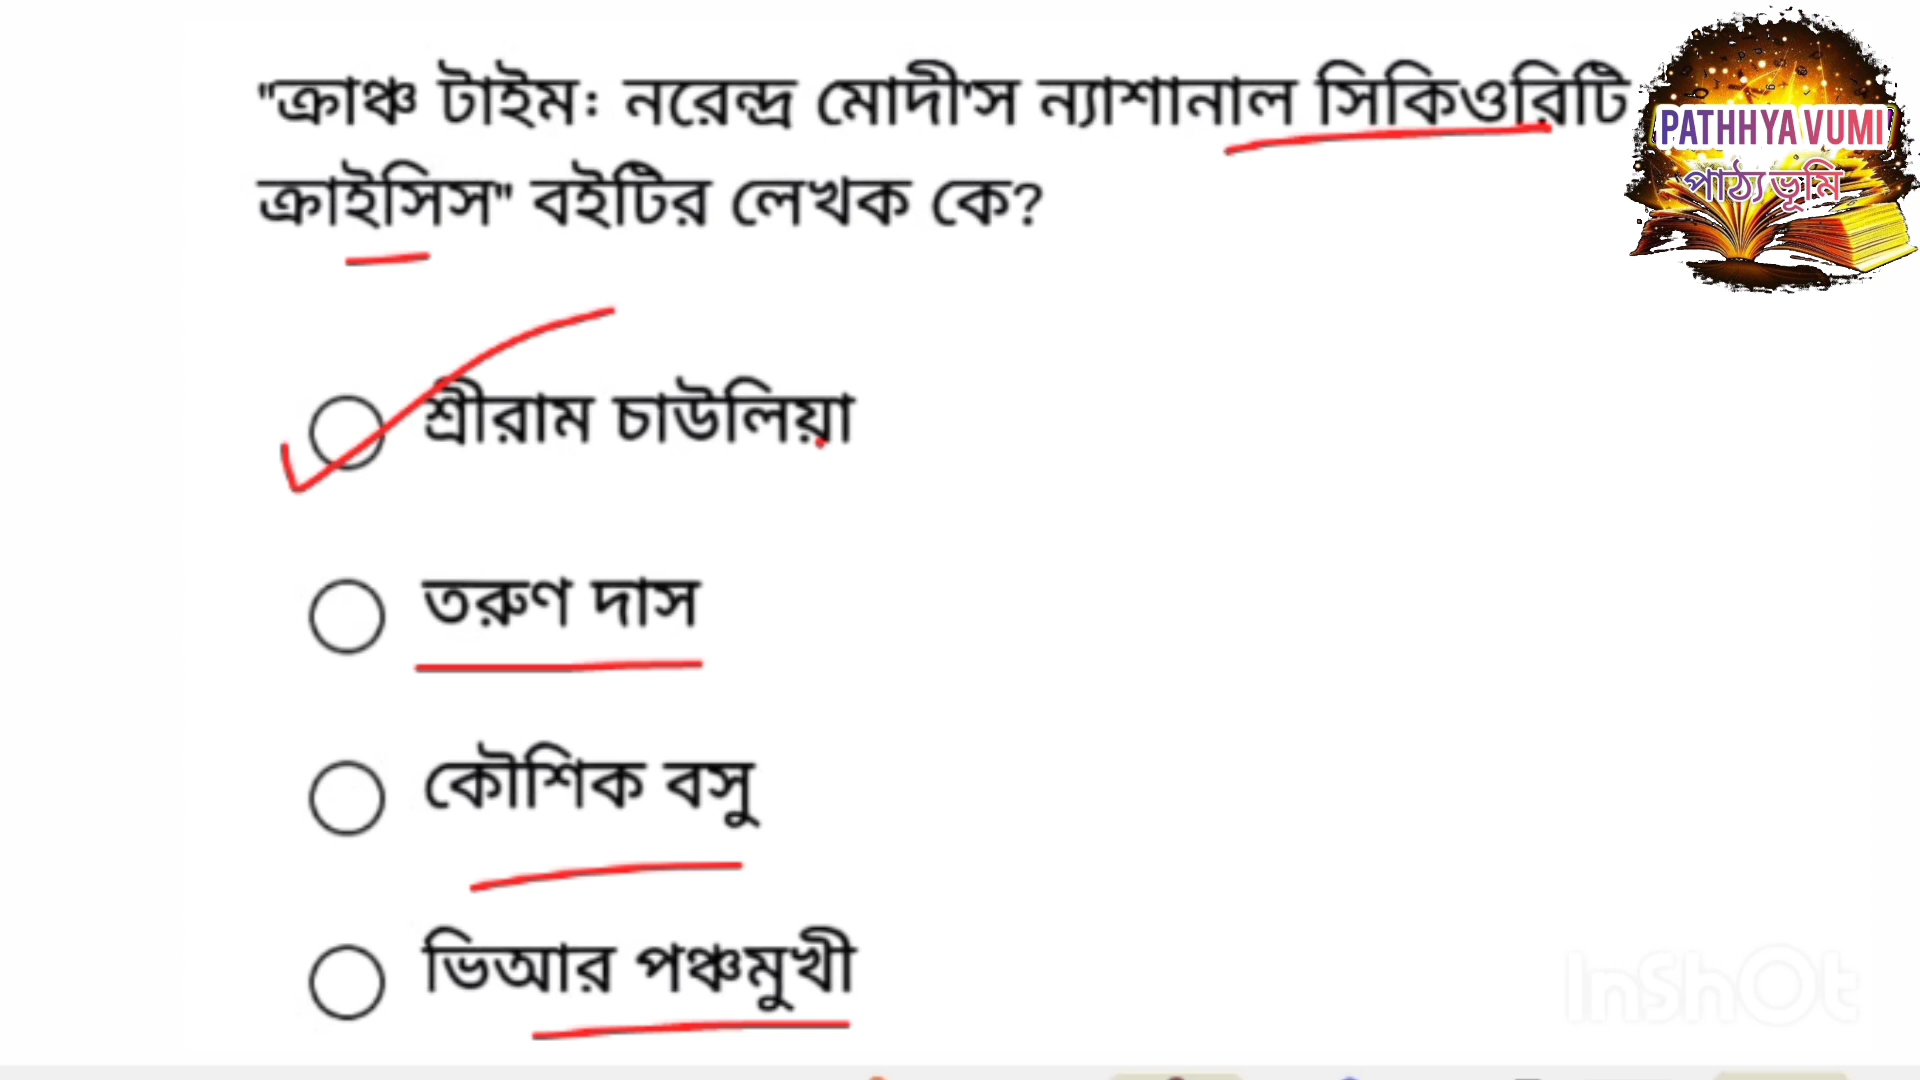 "ক্রাঞ্চ টাইমঃ নরেন্দ্র মোদী'স ন্যাশানাল সিকিওরিটি
ক্রাইসিস" বইটির লেখক কে?
PATHHYA VUMI
পাঠ্য ভূমি
শ্রীরাম চাউলিয়া
তরুণ দাস
কৌশিক বসু
ভিআর পঞ্চমুখী
InShOt